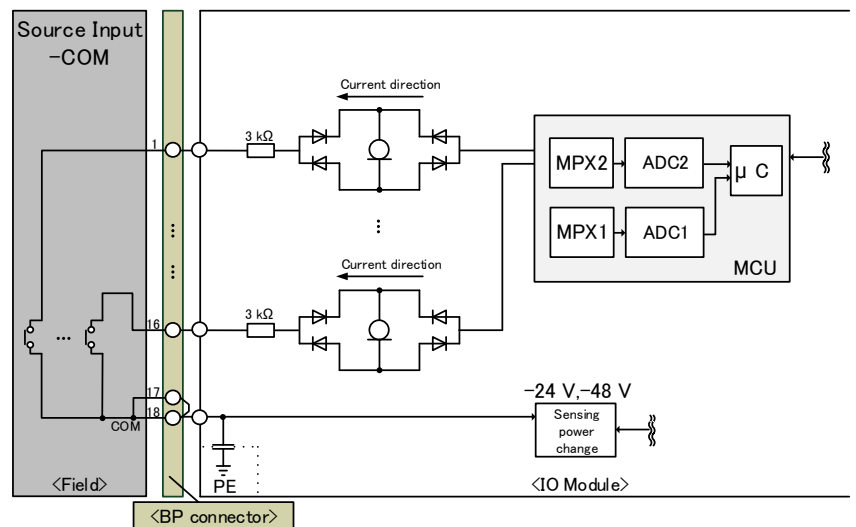 Source Input
-COM
Current direction
1
3 kΩ
MPX2
ADC2
μ C
MPX1
ADC1
MCU
Current direction
16
3 kΩ
17
18
COM
-24 V,-48 V
Sensing
power
change
PE
<Field>
<IO Module>
<BP connector>